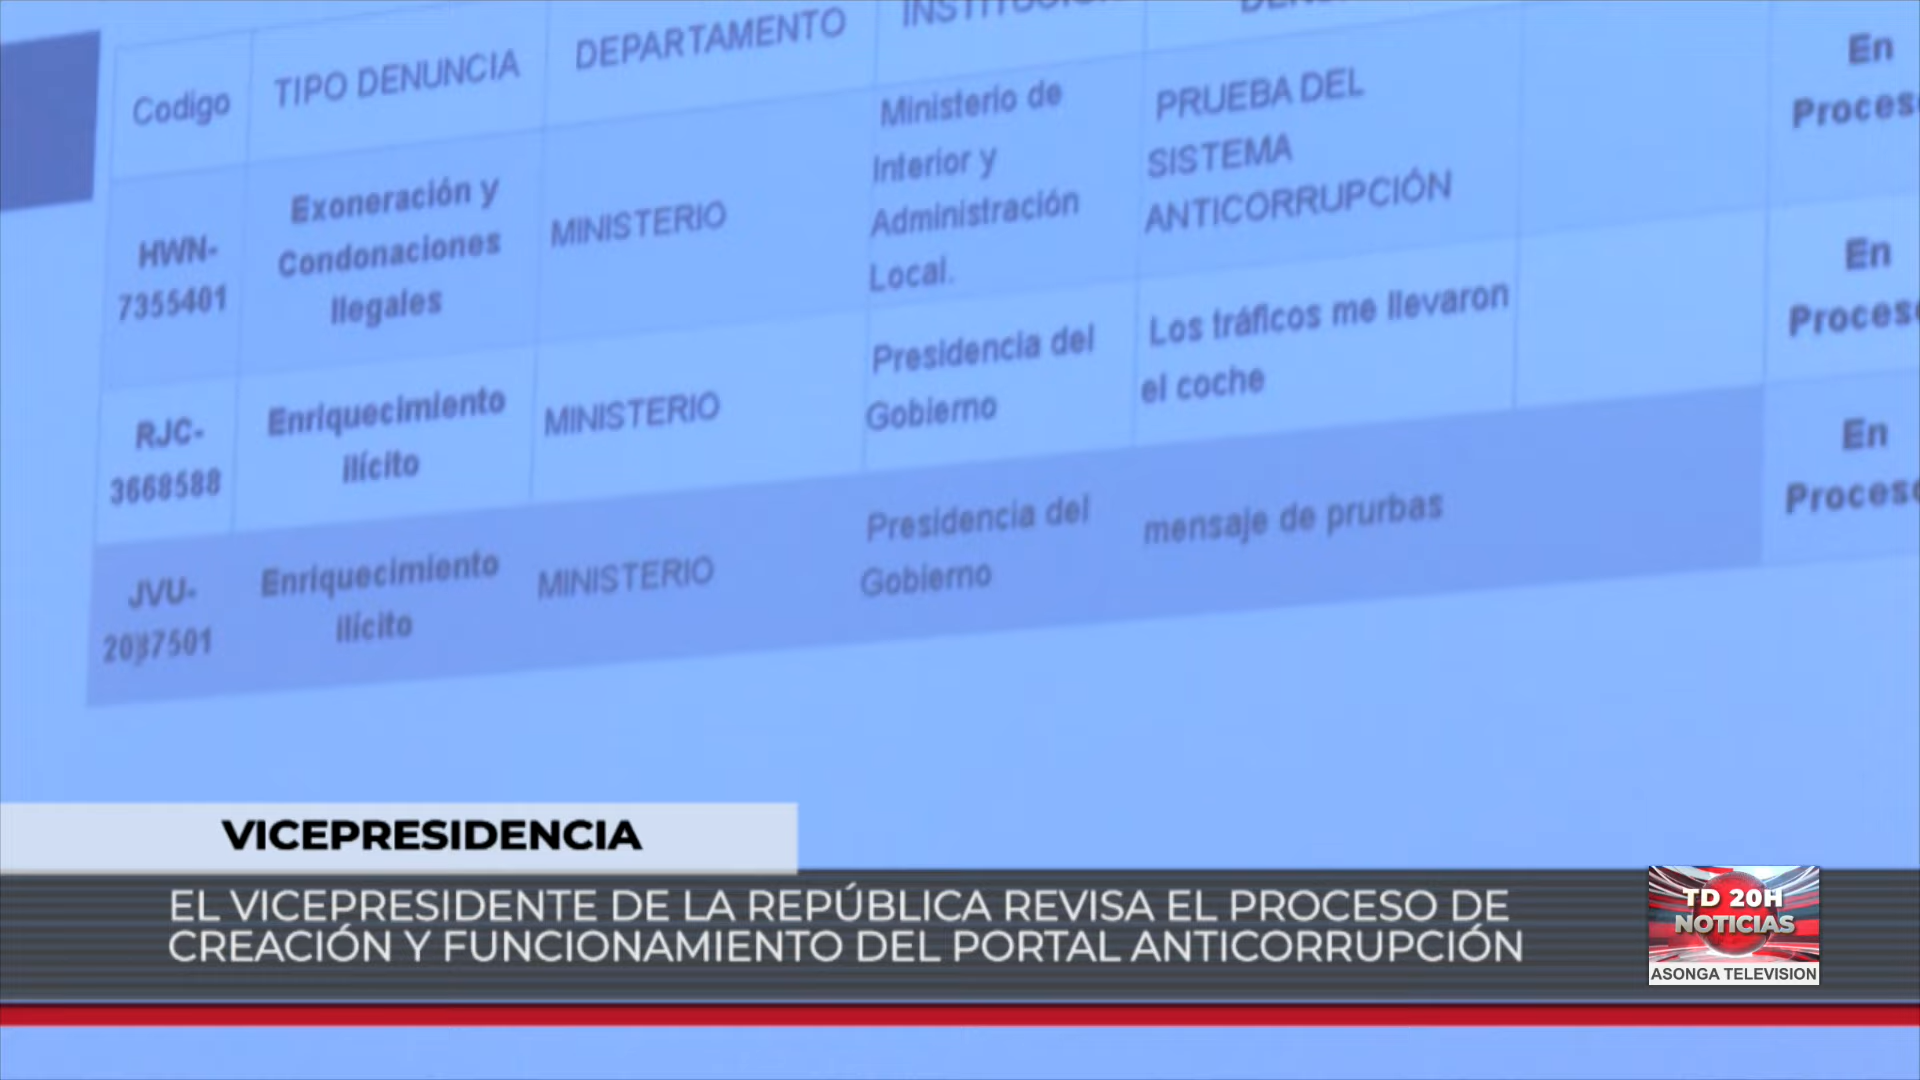 Codigo
TIPO DENUNCIA
DEPARTAMENTO
HWN-
7355401
Exoneración y
Condonaciones
Ilegales
MINISTERIO
Ministerio de
Interior y
Administración
Local.
PRUEBA DEL
SISTEMA
ANTICORRUPCIÓN
En
RJC-
3668588
Enriquecimiento
ilícito
MINISTERIO
Presidencia del
Gobierno
Los tráficos me llevaron
el coche
En
JVU-
Enriquecimiento
ilícito
MINISTERIO
Presidencia del
Gobierno
mensaje de prurbas
En
VICEPRESIDENCIA
EL VICEPRESIDENTE DE LA REPÚBLICA REVISA EL PROCESO DE
CREACIÓN Y FUNCIONAMIENTO DEL PORTAL ANTICORRUPCIÓN
TD 20H
NOTICIAS
ASONGA TELEVISION